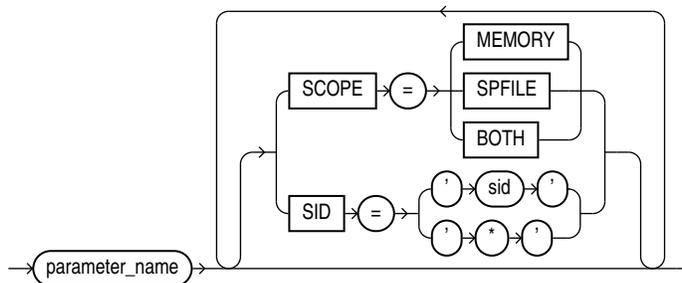 MEMORY
SCOPE = SPFILE
BOTH
' sid '
SID =
' * '
parameter_name